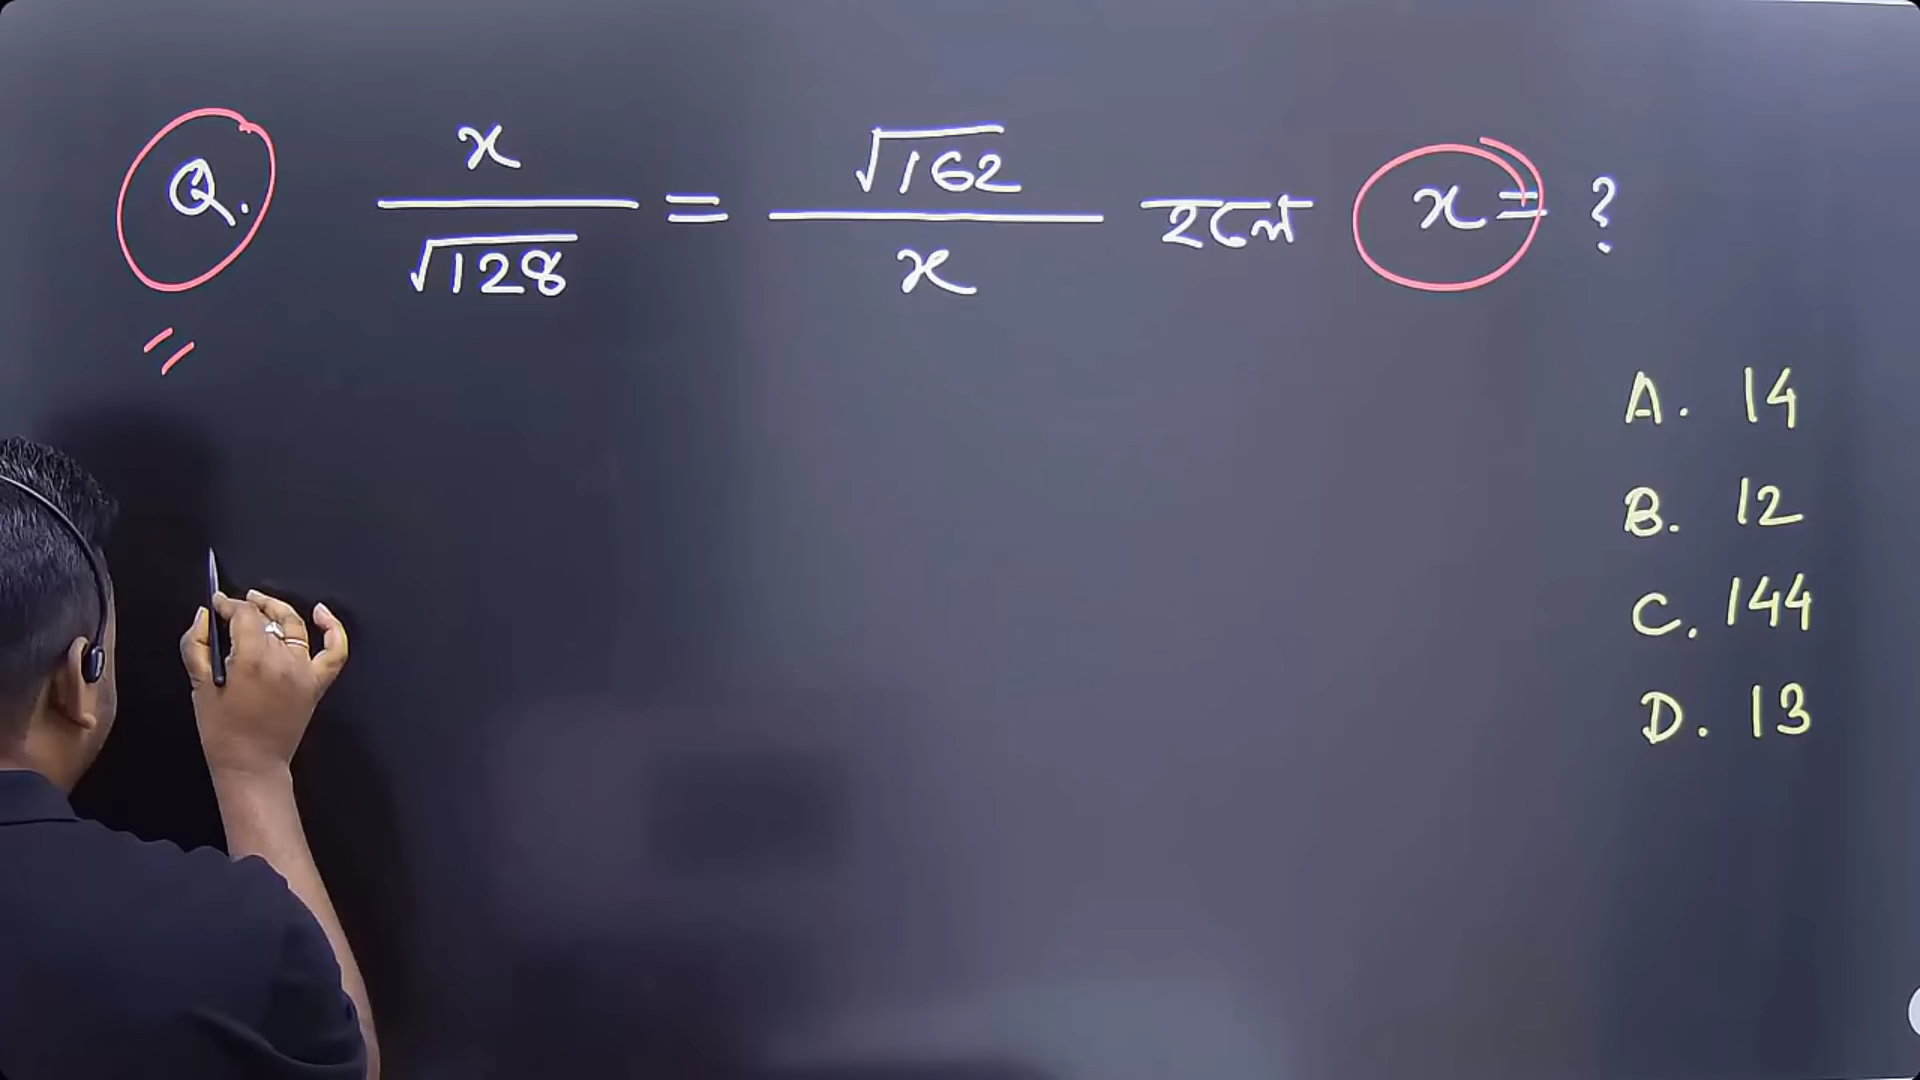 Q. x/√128 = √162/x হলে x = ?
A. 14
B. 12
C. 144
D. 13